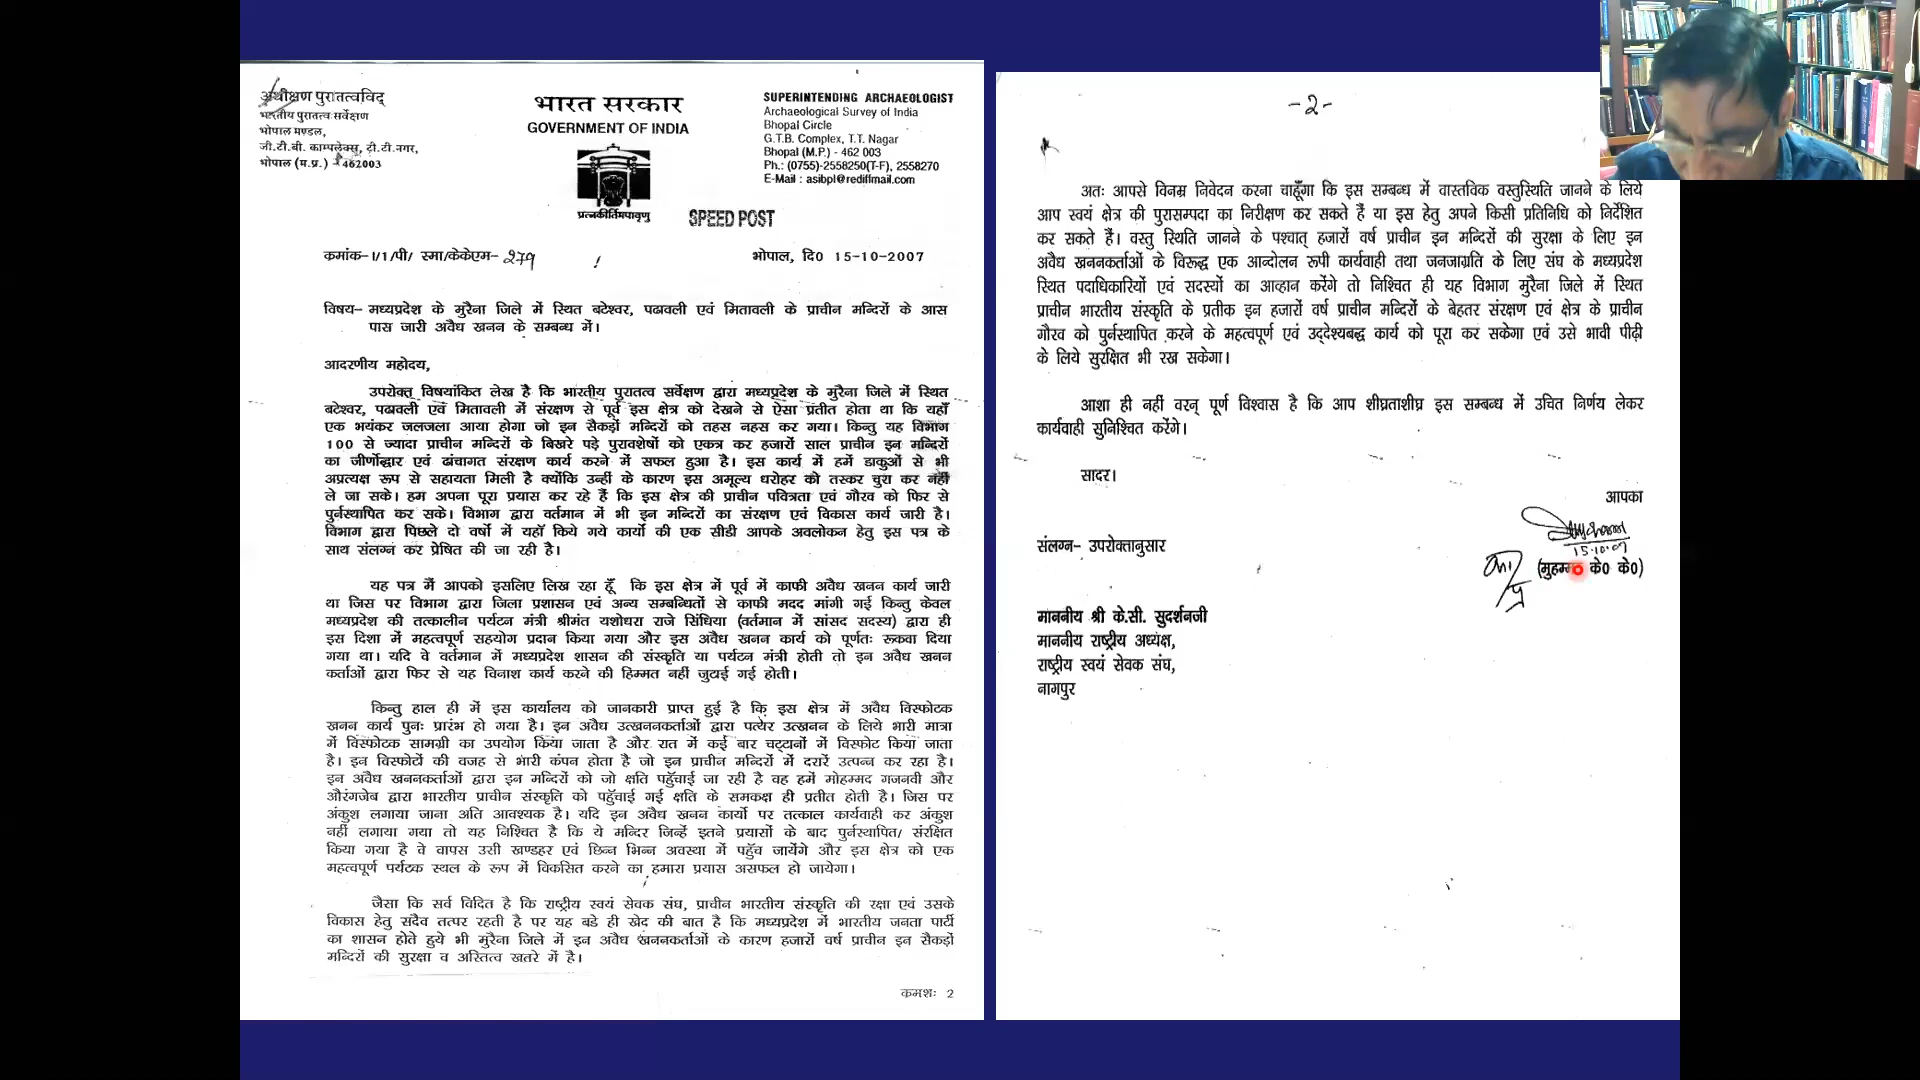 अधीक्षण पुरातत्वविद्
भारतीय पुरातत्व सर्वेक्षण
भोपाल मण्डल,
जी.टी.बी. काम्पलेक्स, टी.टी.नगर,
भोपाल (म.प्र.) - 462003
भारत सरकार
GOVERNMENT OF INDIA
प्रत्नकीर्तिमपावृणु
SPEED POST
SUPERINTENDING ARCHAEOLOGIST
Archaeological Survey of India
Bhopal Circle
G.T.B. Complex, T.T. Nagar
Bhopal (M.P.) - 462 003
Ph.: (0755)-2558250(T-F), 2558270
E-Mail : asibpl@rediffmail.com
कमांक-1/1/पी/ स्मा/केकेएम- 279
भोपाल, दि0 15-10-2007
विषय- मध्यप्रदेश के मुरैना जिले में स्थित बटेश्वर, पढावली एवं मितावली के प्राचीन मन्दिरों के आस
पास जारी अवैध खनन के सम्बन्ध में।
आदरणीय महोदय,
उपरोक्त विषयांकित लेख है कि भारतीय पुरातत्व सर्वेक्षण द्वारा मध्यप्रदेश के मुरैना जिले में स्थित
बटेश्वर, पढावली एवं मितावली में संरक्षण से पूर्व इस क्षेत्र को देखने से ऐसा प्रतीत होता था कि यहाँ
एक भयंकर जलजला आया होगा जो इन सैकड़ों मन्दिरों को तहस नहस कर गया। किन्तु यह विभाग
100 से ज्यादा प्राचीन मन्दिरों के बिखरे पड़े पुरावशेषों को एकत्र कर हजारों साल प्राचीन इन मन्दिरों
का जीर्णोद्धार एवं ढांचागत संरक्षण कार्य करने में सफल हुआ है। इस कार्य में हमें डाकुओं से भी
अप्रत्यक्ष रूप से सहायता मिली है क्योंकि उन्हीं के कारण इस अमूल्य धरोहर को तस्कर चुरा कर नहीं
ले जा सके। हम अपना पूरा प्रयास कर रहे हैं कि इस क्षेत्र की प्राचीन पवित्रता एवं गौरव को फिर से
पुर्नस्थापित कर सके। विभाग द्वारा वर्तमान में भी इन मन्दिरों का संरक्षण एवं विकास कार्य जारी है।
विभाग द्वारा पिछले दो वर्षो में यहाँ किये गये कार्यो की एक सीडी आपके अवलोकन हेतु इस पत्र के
साथ संलग्न कर प्रेषित की जा रही है।
यह पत्र मैं आपको इसलिए लिख रहा हूँ कि इस क्षेत्र में पूर्व में काफी अवैध खनन कार्य जारी
था जिस पर विभाग द्वारा जिला प्रशासन एवं अन्य सम्बन्धितों से काफी मदद मांगी गई किन्तु केवल
मध्यप्रदेश की तत्कालीन पर्यटन मंत्री श्रीमंत यशोधरा राजे सिंधिया (वर्तमान में सांसद सदस्य) द्वारा ही
इस दिशा में महत्वपूर्ण सहयोग प्रदान किया गया और इस अवैध खनन कार्य को पूर्णतः रूकवा दिया
गया था। यदि वे वर्तमान में मध्यप्रदेश शासन की संस्कृति या पर्यटन मंत्री होती तो इन अवैध खनन
कर्ताओं द्वारा फिर से यह विनाश कार्य करने की हिम्मत नहीं जुटाई गई होती।
किन्तु हाल ही में इस कार्यालय को जानकारी प्राप्त हुई है कि इस क्षेत्र में अवैध विस्फोटक
खनन कार्य पुनः प्रारंभ हो गया है। इन अवैध उत्खननकर्ताओं द्वारा पत्थर उत्खनन के लिये भारी मात्रा
में विस्फोटक सामग्री का उपयोग किया जाता है और रात में कई बार चट्टानों में विस्फोट किया जाता
है। इन विस्फोटों की वजह से भारी कंपन होता है जो इन प्राचीन मन्दिरों में दरारें उत्पन्न कर रहा है।
इन अवैध खननकर्ताओं द्वारा इन मन्दिरों को जो क्षति पहुँचाई जा रही है वह हमें मोहम्मद गजनवी और
औरंगजेब द्वारा भारतीय प्राचीन संस्कृति को पहुँचाई गई क्षति के समकक्ष ही प्रतीत होती है। जिस पर
अंकुश लगाया जाना अति आवश्यक है। यदि इन अवैध खनन कार्यो पर तत्काल कार्यवाही कर अंकुश
नहीं लगाया गया तो यह निश्चित है कि ये मन्दिर जिन्हें इतने प्रयासों के बाद पुर्नस्थापित/ संरक्षित
किया गया है वे वापस उसी खण्डहर एवं छिन्न भिन्न अवस्था में पहुँच जायेंगे और इस क्षेत्र को एक
महत्वपूर्ण पर्यटक स्थल के रूप में विकसित करने का हमारा प्रयास असफल हो जायेगा।
जैसा कि सर्व विदित है कि राष्ट्रीय स्वयं सेवक संघ, प्राचीन भारतीय संस्कृति की रक्षा एवं उसके
विकास हेतु सदैव तत्पर रहती है पर यह बडे ही खेद की बात है कि मध्यप्रदेश में भारतीय जनता पार्टी
का शासन होते हुये भी मुरैना जिले में इन अवैध खननकर्ताओं के कारण हजारों वर्ष प्राचीन इन सैकड़ों
मन्दिरों की सुरक्षा व अस्तित्व खतरे में है।
कमशः 2
-2-
अतः आपसे विनम्र निवेदन करना चाहूँगा कि इस सम्बन्ध में वास्तविक वस्तुस्थिति जानने के लिये
आप स्वयं क्षेत्र की पुरासम्पदा का निरीक्षण कर सकते हैं या इस हेतु अपने किसी प्रतिनिधि को निर्देशित
कर सकते हैं। वस्तु स्थिति जानने के पश्चात् हजारों वर्ष प्राचीन इन मन्दिरों की सुरक्षा के लिए इन
अवैध खननकर्ताओं के विरूद्ध एक आन्दोलन रूपी कार्यवाही तथा जनजाग्रति के लिए संघ के मध्यप्रदेश
स्थित पदाधिकारियों एवं सदस्यों का आव्हान करेंगे तो निश्चित ही यह विभाग मुरैना जिले में स्थित
प्राचीन भारतीय संस्कृति के प्रतीक इन हजारों वर्ष प्राचीन मन्दिरों के बेहतर संरक्षण एवं क्षेत्र के प्राचीन
गौरव को पुर्नस्थापित करने के महत्वपूर्ण एवं उद्देश्यबद्ध कार्य को पूरा कर सकेगा एवं उसे भावी पीढ़ी
के लिये सुरक्षित भी रख सकेगा।
आशा ही नहीं वरन् पूर्ण विश्वास है कि आप शीघ्रताशीघ्र इस सम्बन्ध में उचित निर्णय लेकर
कार्यवाही सुनिश्चित करेंगे।
सादर।
आपका
15.10.07
(मुहम्मद के0 के0)
संलग्न- उपरोक्तानुसार
माननीय श्री के.सी. सुदर्शनजी
माननीय राष्ट्रीय अध्यक्ष,
राष्ट्रीय स्वयं सेवक संघ,
नागपुर